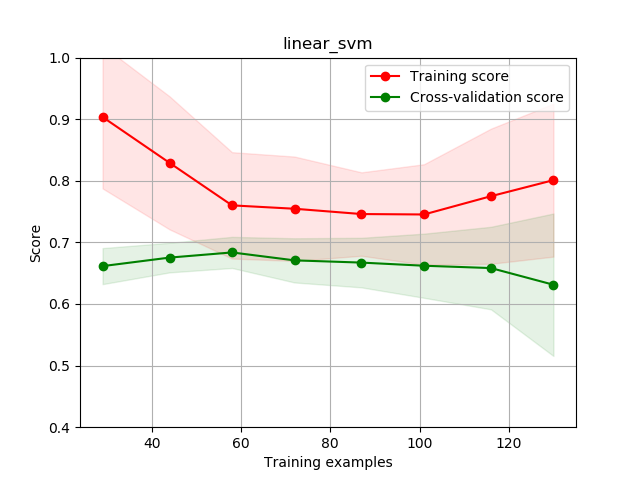 linear_svm
1.0
0.9
0.8
0.7
0.6
0.5
0.4
Score
Training score
Cross-validation score
40 60 80 100 120
Training examples